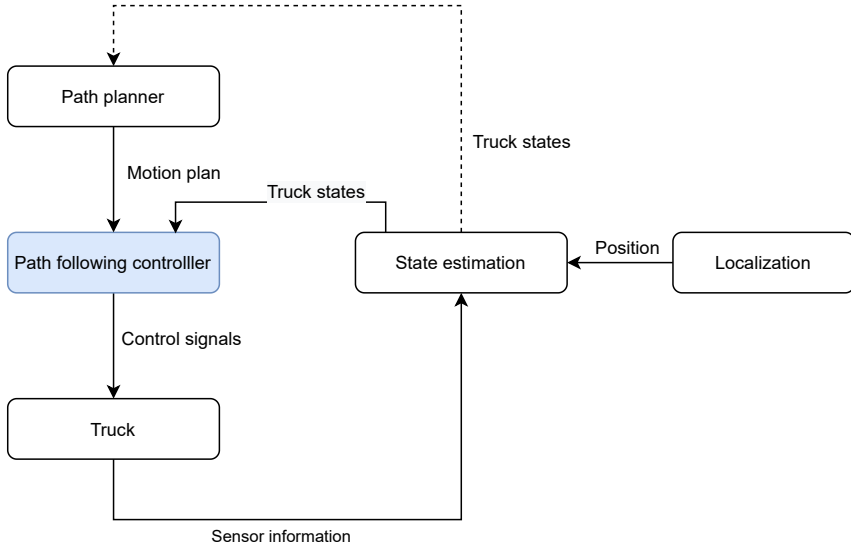 Path planner
Truck states
Motion plan
Truck states
Path following controlller
State estimation
Position
Localization
Control signals
Truck
Sensor information